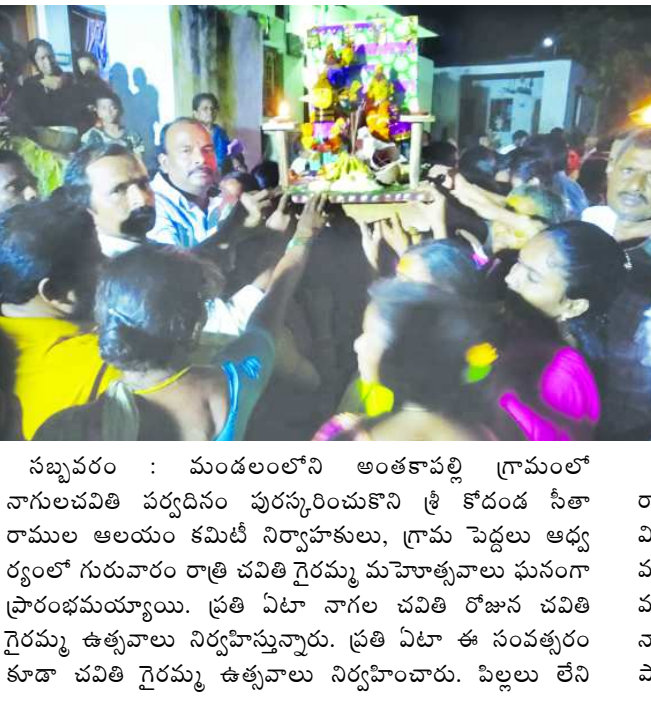 సబ్బవరం : మండలంలోని అంతకాపల్లి గ్రామంలో
నాగులచవితి పర్వదినం పురస్కరించుకొని శ్రీ కోదండ సీతా
రాముల ఆలయం కమిటీ నిర్వాహకులు, గ్రామ పెద్దలు ఆధ్వ
ర్యంలో గురువారం రాత్రి చవితి గైరమ్మ మహెూత్సవాలు ఘనంగా
ప్రారంభమయ్యాయి. ప్రతి ఏటా నాగల చవితి రోజున చవితి
గైరమ్మ ఉత్సవాలు నిర్వహిస్తున్నారు. ప్రతి ఏటా ఈ సంవత్సరం
కూడా చవితి గైరమ్మ ఉత్సవాలు నిర్వహించారు. పిల్లలు లేని